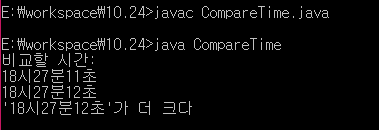 E:₩workspace₩10.24>javac CompareTime.java
E:₩workspace₩10.24>java CompareTime
비교할 시간:
18시27분11초
18시27분12초
'18시27분12초'가 더 크다